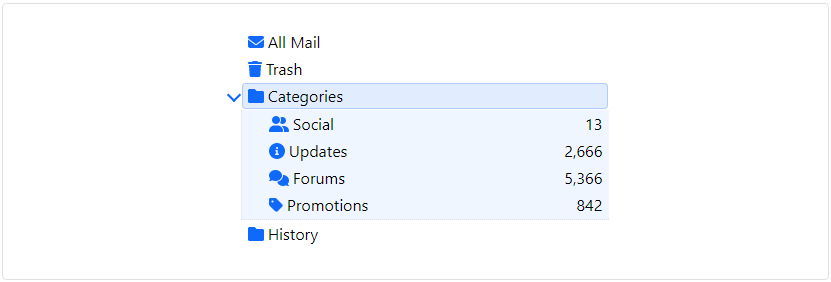 All Mail
Trash
Categories
Social 13
Updates 2,666
Forums 5,366
Promotions 842
History